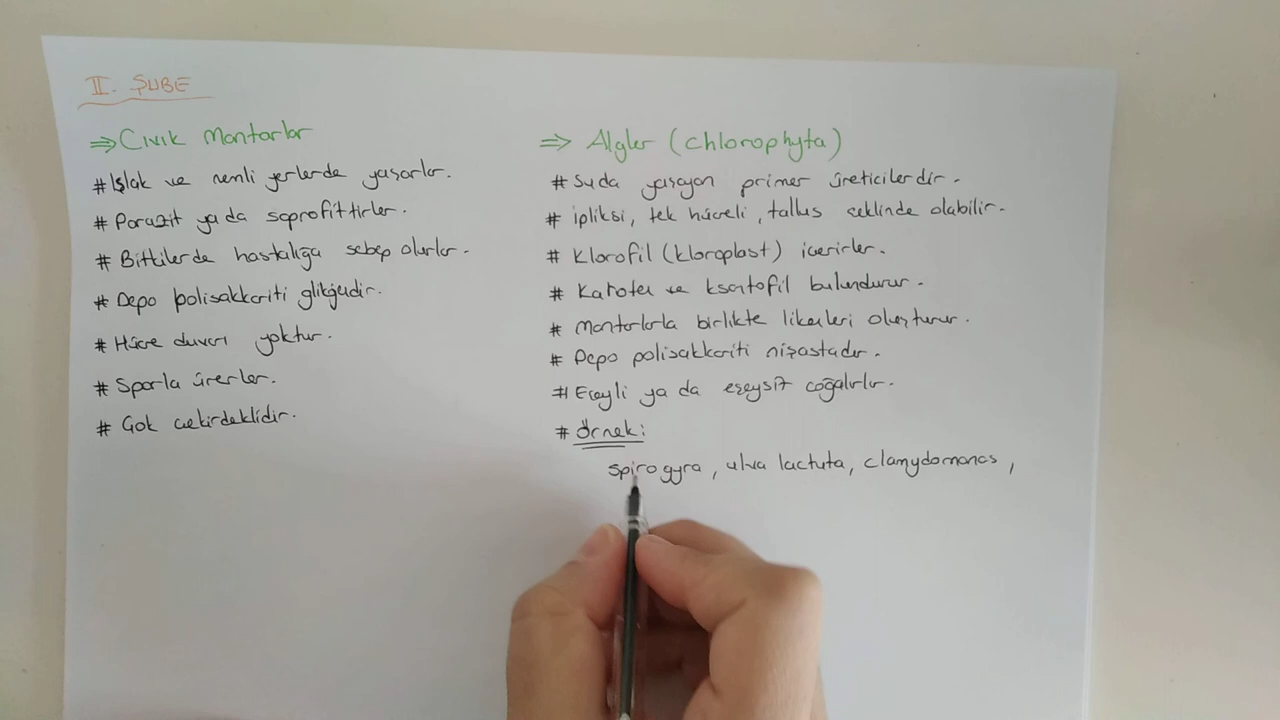 II. ŞUBE
⇒ Cıvık Mantarlar
# Islak ve nemli yerlerde yaşarlar.
# Parazit ya da saprofittirler.
# Bitkilerde hastalığa sebep olurlar.
# Depo polisakkariti glikojendir.
# Hücre duvarı yoktur.
# Sporla ürerler.
# Çok çekirdeklidir.
⇒ Algler (chlorophyta)
# Suda yaşayan primer üreticilerdir.
# ipliksi, tek hücreli, tallus şeklinde olabilir.
# Klorofil (kloroplast) içerirler.
# Karoten ve ksantofil bulundurur.
# Mantarlarla birlikte likenleri oluşturur.
# Depo polisakkariti nişastadır.
# Eşeyli ya da eşeysiz çoğalırlar.
# Örnek:
spirogyra, ulva lactuta, clamydomonas,